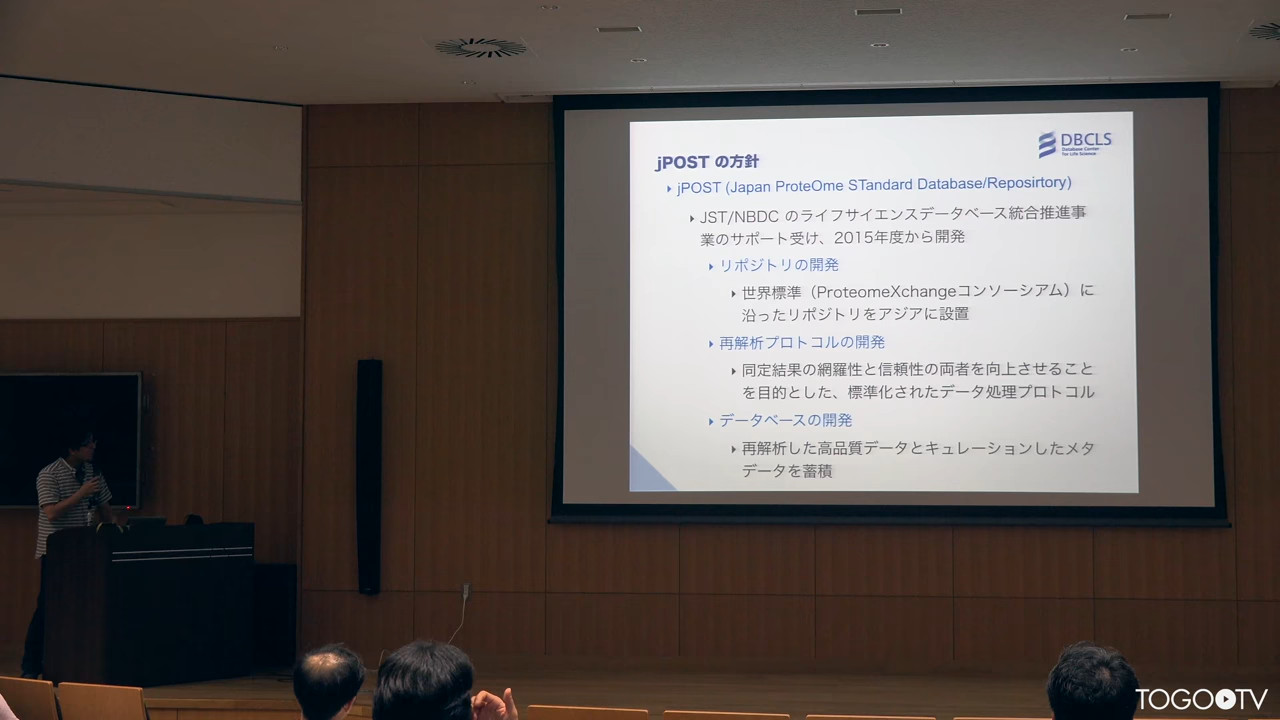 DBCLS
Database Center
for Life Science
jPOST の方針
jPOST (Japan ProteOme STandard Database/Reposirtory)
JST/NBDC のライフサイエンスデータベース統合推進事
業のサポート受け、2015年度から開発
リポジトリの開発
世界標準（ProteomeXchangeコンソーシアム）に
沿ったリポジトリをアジアに設置
再解析プロトコルの開発
同定結果の網羅性と信頼性の両者を向上させること
を目的とした、標準化されたデータ処理プロトコル
データベースの開発
再解析した高品質データとキュレーションしたメタ
データを蓄積
TOGOTV